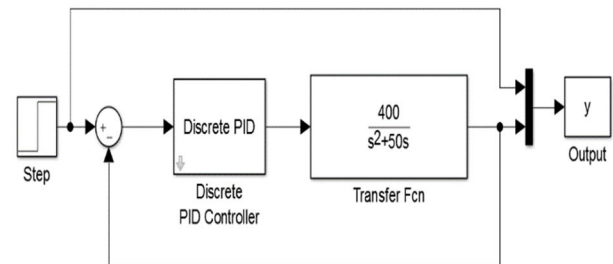 Step
+
−
Discrete PID
Discrete
PID Controller
400
s²+50s
Transfer Fcn
y
Output